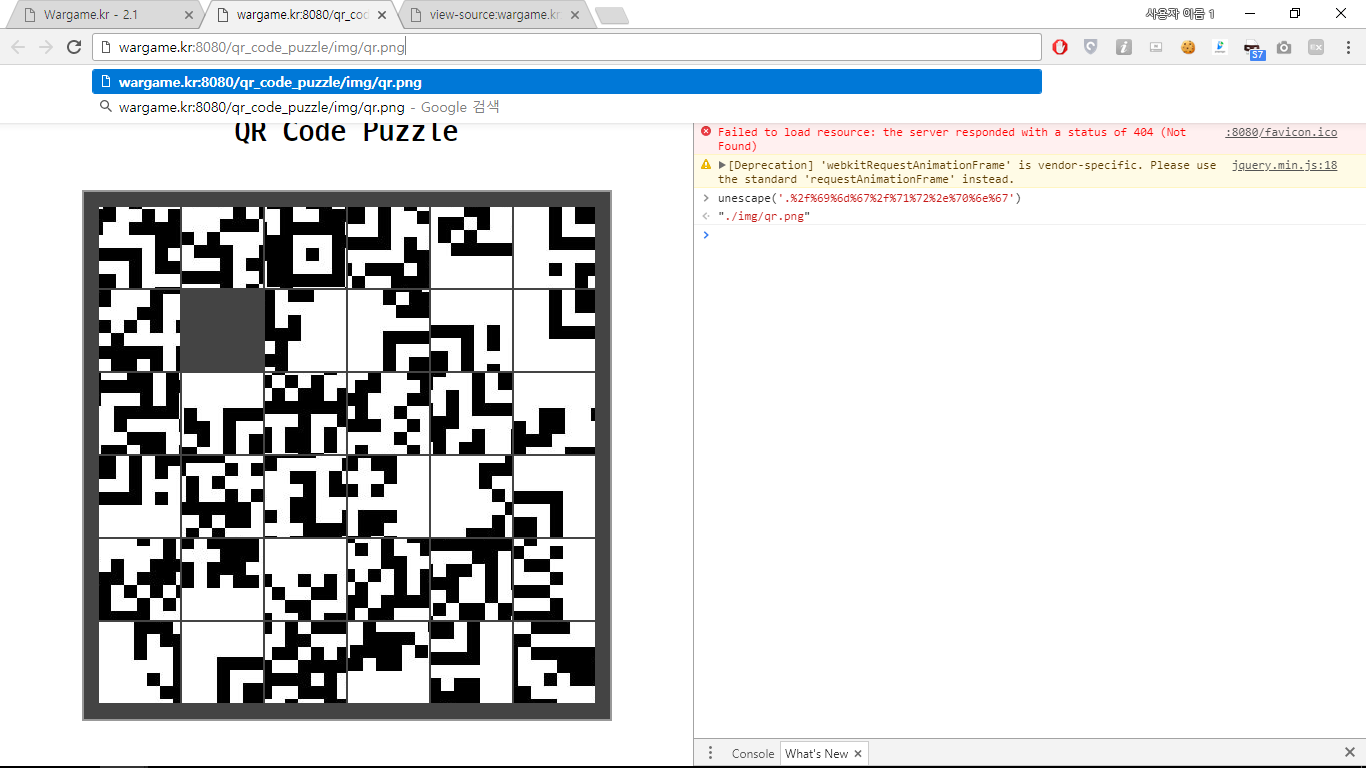 Wargame.kr - 2.1
wargame.kr:8080/qr_cod
view-source:wargame.kr
사용자 이름 1
wargame.kr:8080/qr_code_puzzle/img/qr.png
57
wargame.kr:8080/qr_code_puzzle/img/qr.png
wargame.kr:8080/qr_code_puzzle/img/qr.png - Google 검색
QR Code Puzzle
Failed to load resource: the server responded with a status of 404 (Not
:8080/favicon.ico
Found)
[Deprecation] 'webkitRequestAnimationFrame' is vendor-specific. Please use
jquery.min.js:18
the standard 'requestAnimationFrame' instead.
unescape('.%2f%69%6d%67%2f%71%72%2e%70%6e%67')
"./img/qr.png"
Console
What's New